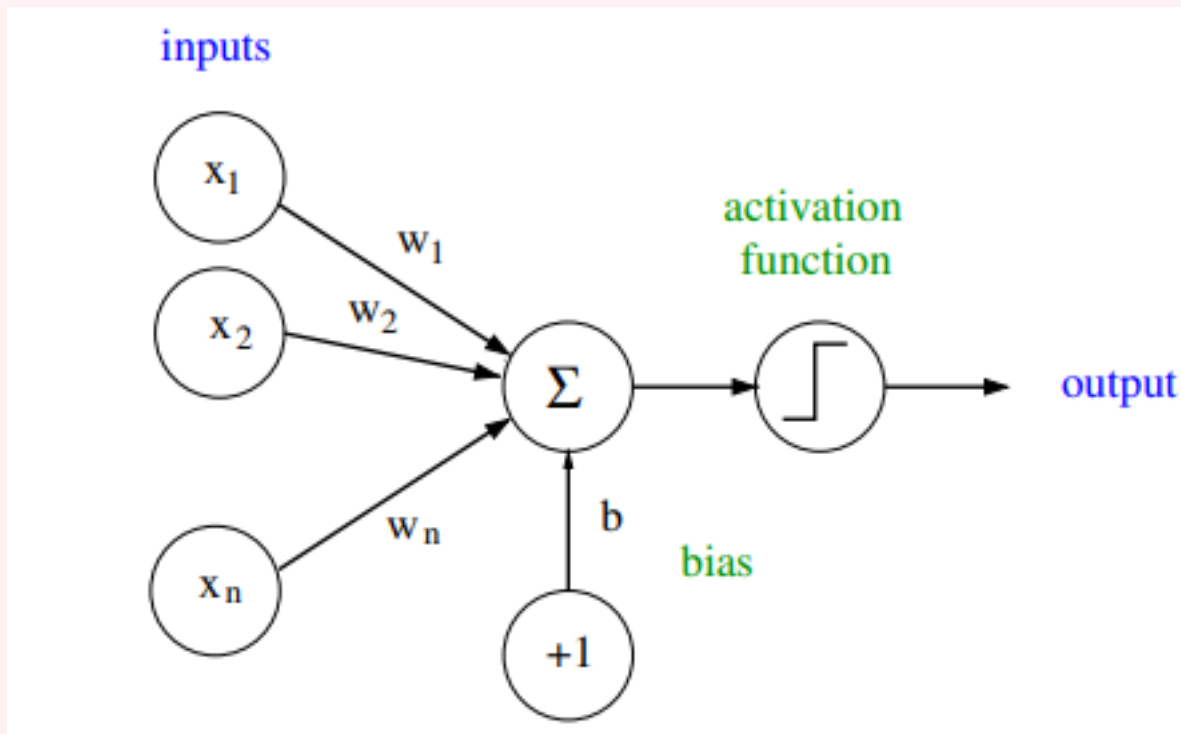 inputs
x₁
w₁
activation
function
x₂
w₂
Σ
output
wₙ
b
bias
xₙ
+1